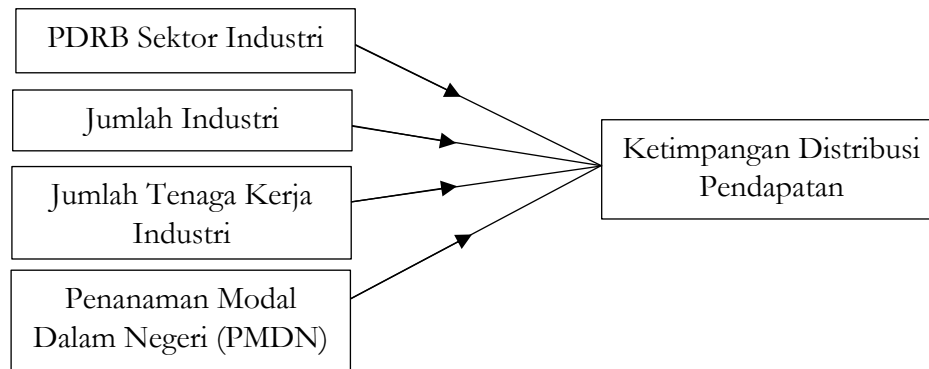 PDRB Sektor Industri
Jumlah Industri
Jumlah Tenaga Kerja
Industri
Penanaman Modal
Dalam Negeri (PMDN)
Ketimpangan Distribusi
Pendapatan